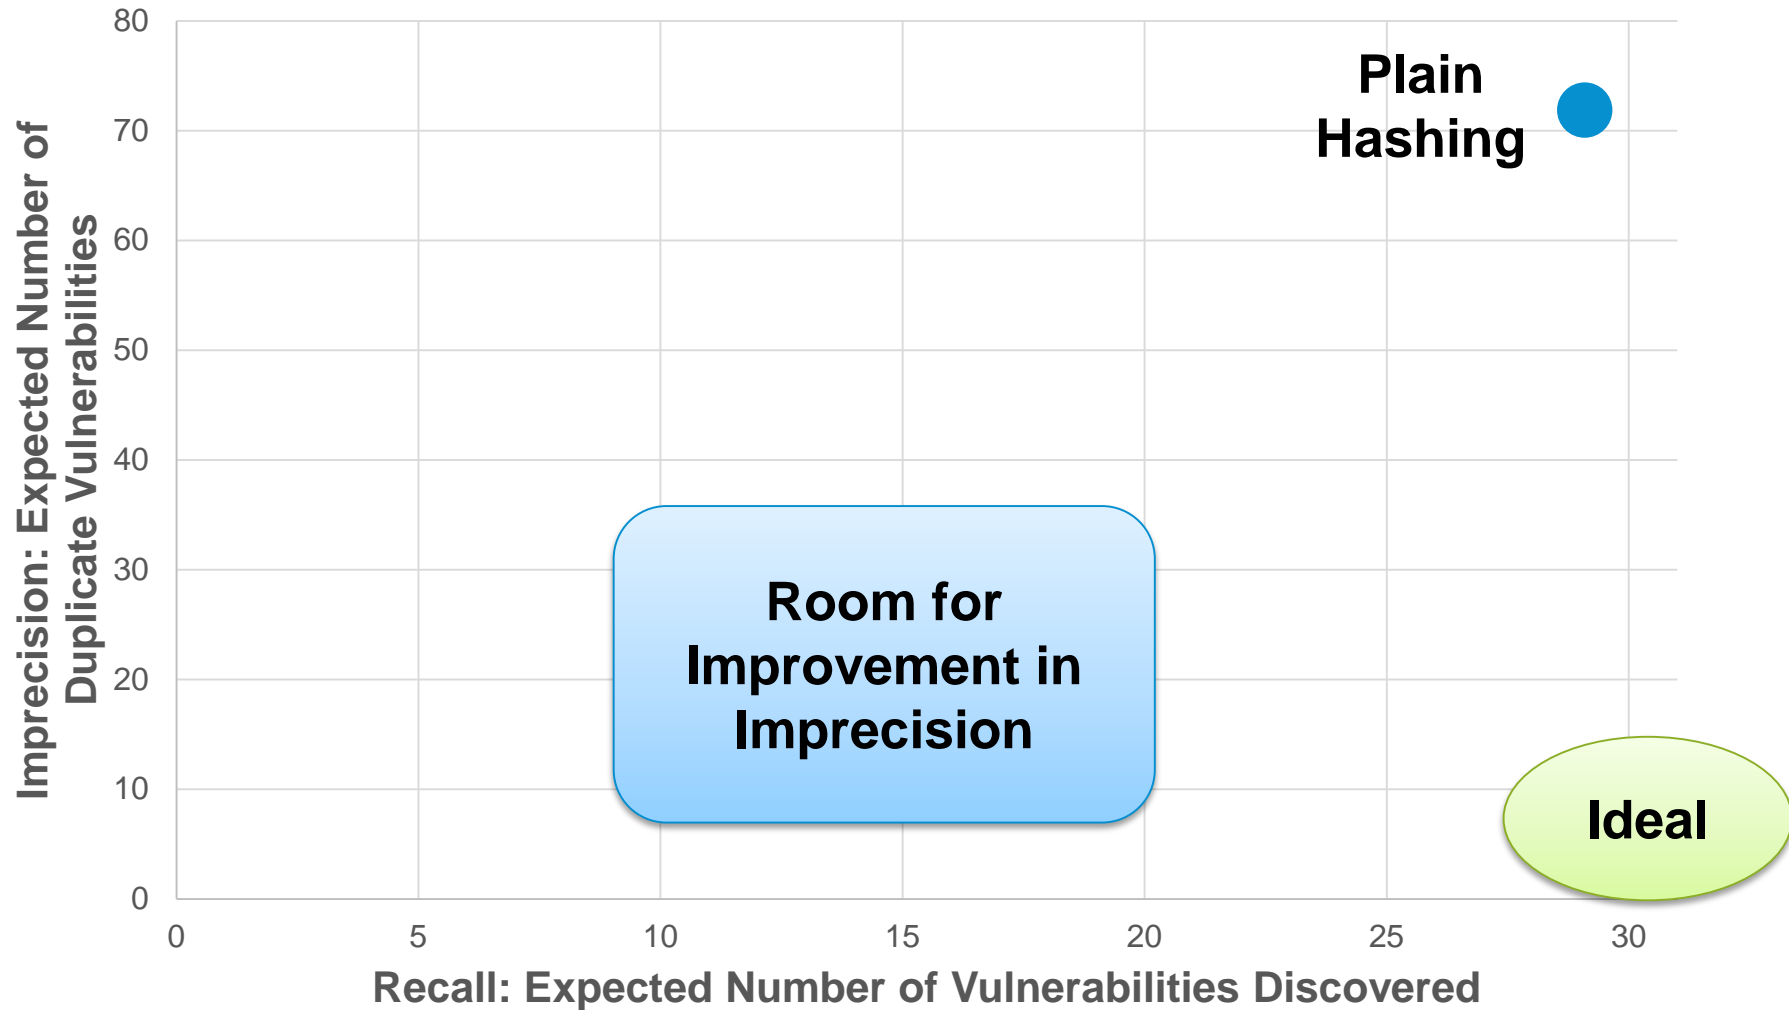 80
70
60
50
40
30
20
10
0
Imprecision: Expected Number of
Duplicate Vulnerabilities
Plain
Hashing
Room for
Improvement in
Imprecision
Ideal
0 5 10 15 20 25 30
Recall: Expected Number of Vulnerabilities Discovered